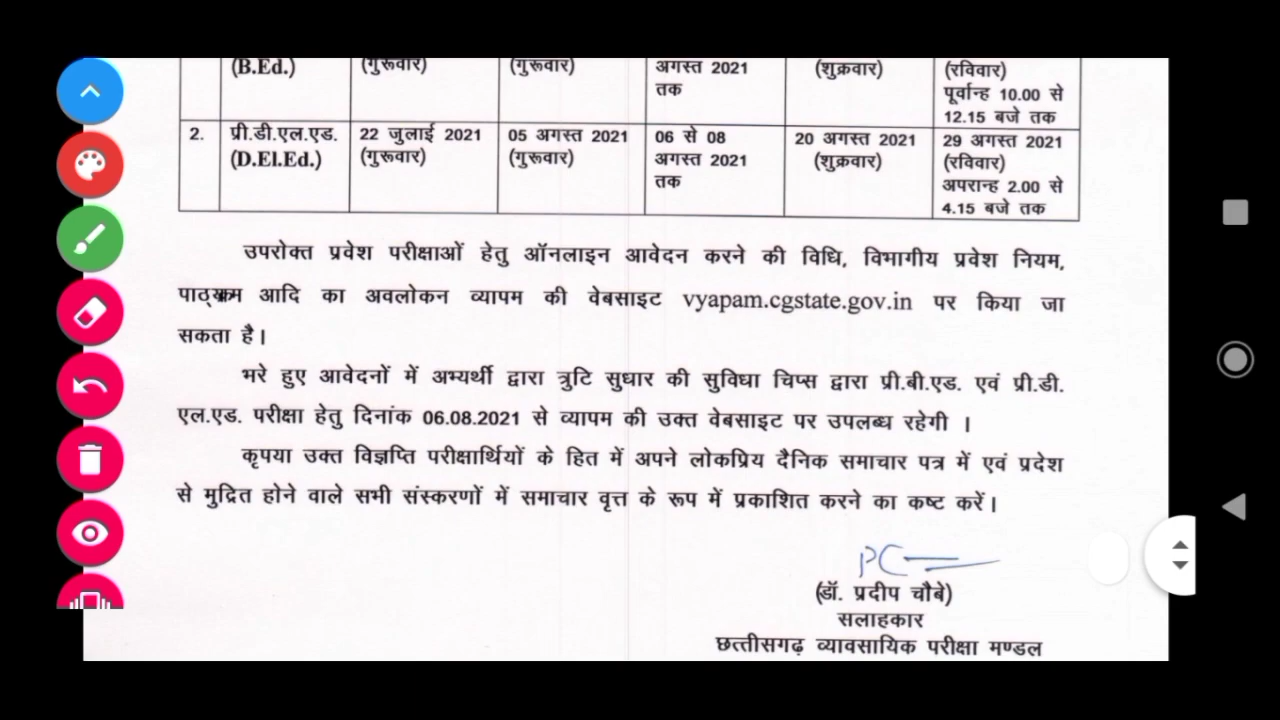 (B.Ed.) (गुरूवार) (गुरूवार) अगस्त 2021 तक (शुक्रवार) (रविवार) पूर्वान्ह 10.00 से 12.15 बजे तक
2. प्री.डी.एल.एड. (D.El.Ed.) 22 जुलाई 2021 (गुरूवार) 05 अगस्त 2021 (गुरूवार) 06 से 08 अगस्त 2021 तक 20 अगस्त 2021 (शुक्रवार) 29 अगस्त 2021 (रविवार) अपरान्ह 2.00 से 4.15 बजे तक
उपरोक्त प्रवेश परीक्षाओं हेतु ऑनलाइन आवेदन करने की विधि, विभागीय प्रवेश नियम,
पाठ्यक्रम आदि का अवलोकन व्यापम की वेबसाइट vyapam.cgstate.gov.in पर किया जा
सकता है।
भरे हुए आवेदनों में अभ्यर्थी द्वारा त्रुटि सुधार की सुविधा चिप्स द्वारा प्री.बी.एड. एवं प्री.डी.
एल.एड. परीक्षा हेतु दिनांक 06.08.2021 से व्यापम की उक्त वेबसाइट पर उपलब्ध रहेगी ।
कृपया उक्त विज्ञप्ति परीक्षार्थियों के हित में अपने लोकप्रिय दैनिक समाचार पत्र में एवं प्रदेश
से मुद्रित होने वाले सभी संस्करणों में समाचार वृत्त के रूप में प्रकाशित करने का कष्ट करें।
(डॉ. प्रदीप चौबे)
सलाहकार
छत्तीसगढ़ व्यावसायिक परीक्षा मण्डल